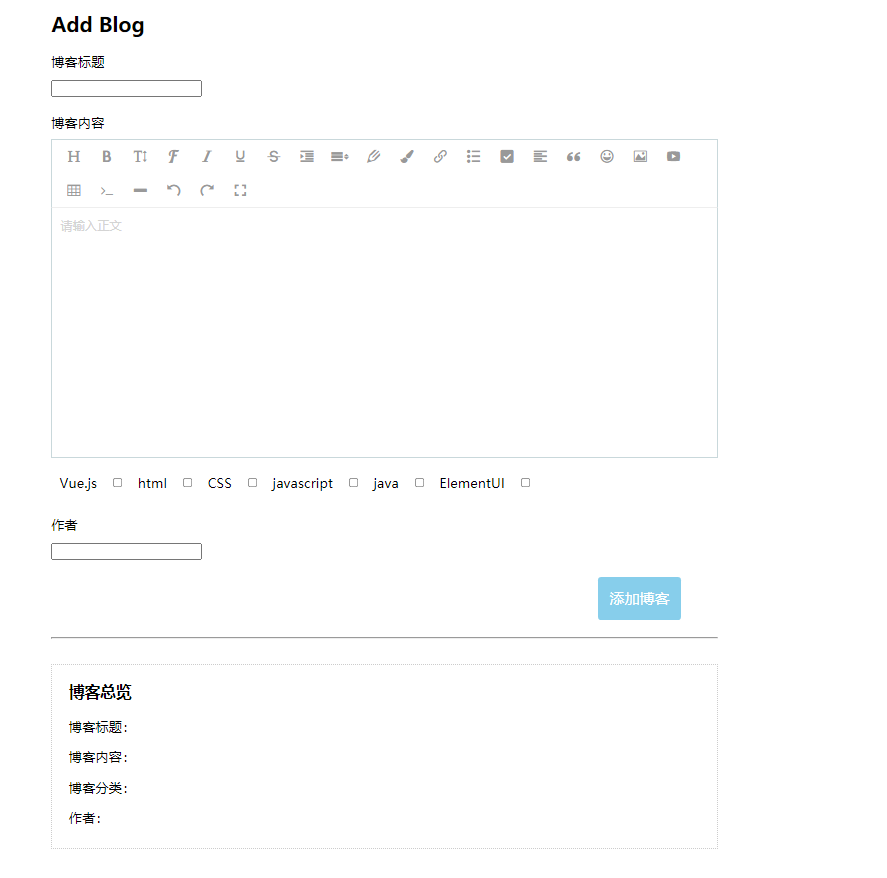 Add Blog
博客标题
博客内容
请输入正文
Vue.js html CSS javascript java ElementUI
作者
添加博客
博客总览
博客标题：
博客内容：
博客分类：
作者：